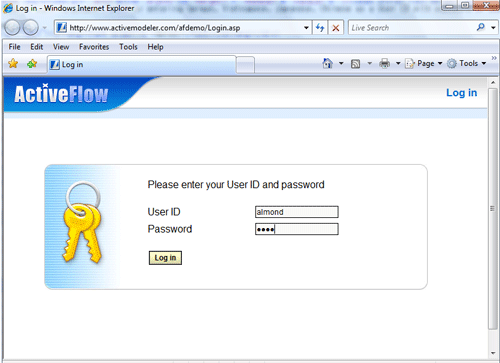 Log in - Windows Internet Explorer
http://www.activemodeler.com/afdemo/Login.asp
Live Search
File Edit View Favorites Tools Help
Log in
Page Tools
ActiveFlow
Log in
Please enter your User ID and password
User ID almond
Password ••••
Log in